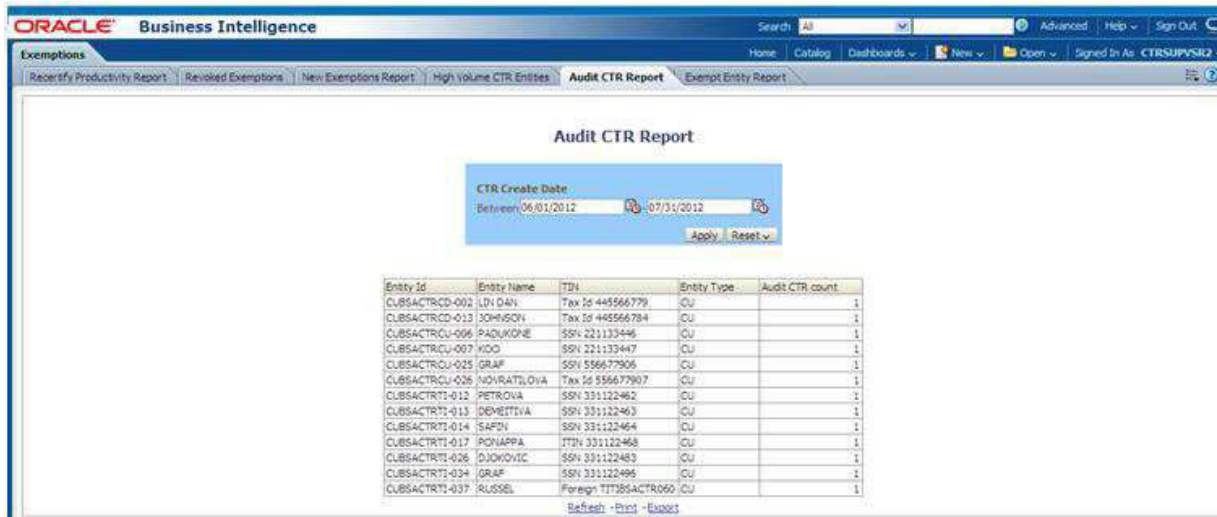 ORACLE Business Intelligence Search All Advanced Help Sign Out
Exemptions Home Catalog Dashboards New Open Signed In As CTRSUPVSR2
Recertify Productivity Report Revoked Exemptions New Exemptions Report High Volume CTR Entities Audit CTR Report Exempt Entity Report
Audit CTR Report
CTR Create Date
Between 06/01/2012 - 07/31/2012
Apply Reset
Entity Id Entity Name TIN Entity Type Audit CTR count
CUBSACTRCD-002 LIN DAN Tax Id 445566779 CU 1
CUBSACTRCD-013 JOHNSON Tax Id 445566784 CU 1
CUBSACTRCU-006 PADUKONE SSN 221133446 CU 1
CUBSACTRCU-007 KOO SSN 221133447 CU 1
CUBSACTRCU-025 GRAF SSN 556677906 CU 1
CUBSACTRCU-026 NOVRATILOVA Tax Id 556677907 CU 1
CUBSACTRTI-012 PETROVA SSN 331122462 CU 1
CUBSACTRTI-013 DEMEITIVA SSN 331122463 CU 1
CUBSACTRTI-014 SAFIN SSN 331122464 CU 1
CUBSACTRTI-017 PONAPPA ITIN 331122468 CU 1
CUBSACTRTI-026 DJOKOVIC SSN 331122483 CU 1
CUBSACTRTI-034 GRAF SSN 331122496 CU 1
CUBSACTRTI-037 RUSSEL Foreign TITIBSACTR060 CU 1
Refresh - Print - Export